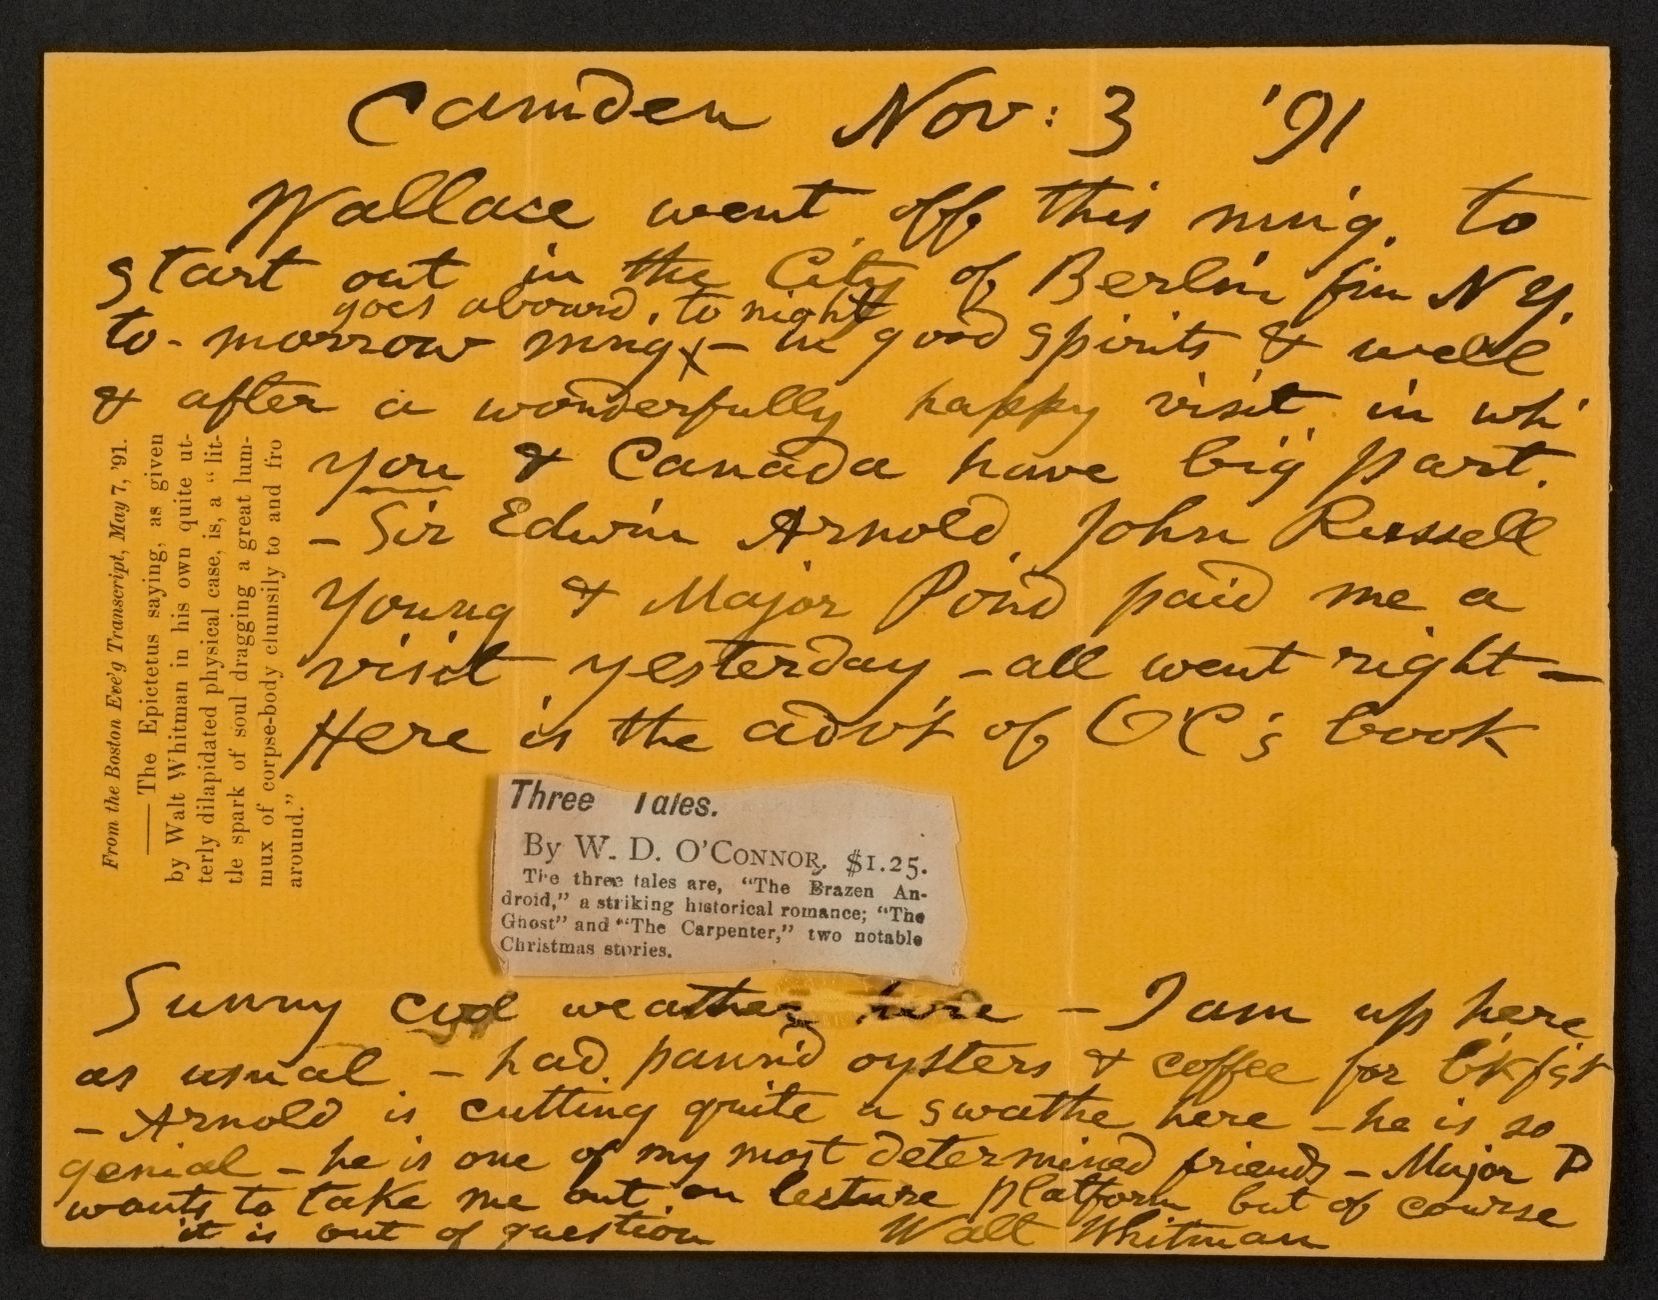 Camden Nov: 3 '91
Wallace went off this mn'g. to
start out in the City of Berlin f'm N Y.
goes aboard, to night
to-morrow mng, – in good spirits & well
& after a wonderfully happy visit in wh'
you & Canada have big part.
– Sir Edwin Arnold, John Russell
Young & Major Pond paid me a
visit yesterday – all went right –
Here is the adv't of O'C's book
From the Boston Eve'g Transcript, May 7, '91.
—— The Epictetus saying, as given
by Walt Whitman in his own quite ut-
terly dilapidated physical case, is, a "lit-
tle spark of soul dragging a great lum-
mux of corpse-body clumsily to and fro
around."
Three Tales.
By W. D. O'CONNOR. $1.25.
The three tales are, "The Brazen An-
droid," a striking historical romance; "The
Ghost" and "The Carpenter," two notable
Christmas stories.
Sunny cool weather here – I am up here
as usual – had pann'd oysters & coffee for b'kf'st
– Arnold is cutting quite a swathe here – he is so
genial – he is one of my most determined friends – Major P
wants to take me out on lecture platform but of course
it is out of question Walt Whitman